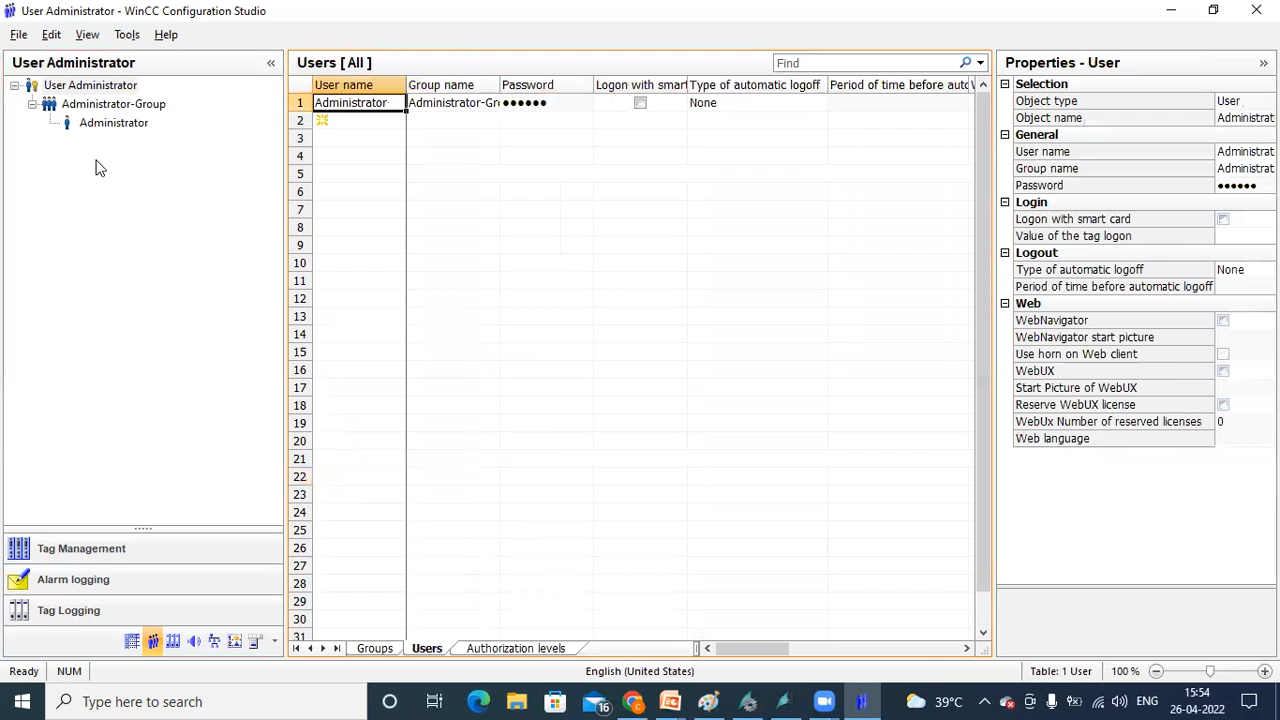 User Administrator - WinCC Configuration Studio
File Edit View Tools Help
User Administrator «
User Administrator
Administrator-Group
Administrator
Tag Management
Alarm logging
Tag Logging
Users [ All ] Find
User name Group name Password Logon with smart Type of automatic logoff Period of time before auto
1 Administrator Administrator-Gr ●●●●●● None
2
3
4
5
6
7
8
9
10
11
12
13
14
15
16
17
18
19
20
21
22
23
24
25
26
27
28
29
30
31
Groups Users Authorization levels
Properties - User »
Selection
Object type User
Object name Administrat
General
User name Administrat
Group name Administrat
Password ●●●●●●
Login
Logon with smart card
Value of the tag logon
Logout
Type of automatic logoff None
Period of time before automatic logoff
Web
WebNavigator
WebNavigator start picture
Use horn on Web client
WebUX
Start Picture of WebUX
Reserve WebUX license
WebUx Number of reserved licenses 0
Web language
Ready NUM English (United States) Table: 1 User 100 %
Type here to search 16 39°C ENG 15:54
26-04-2022